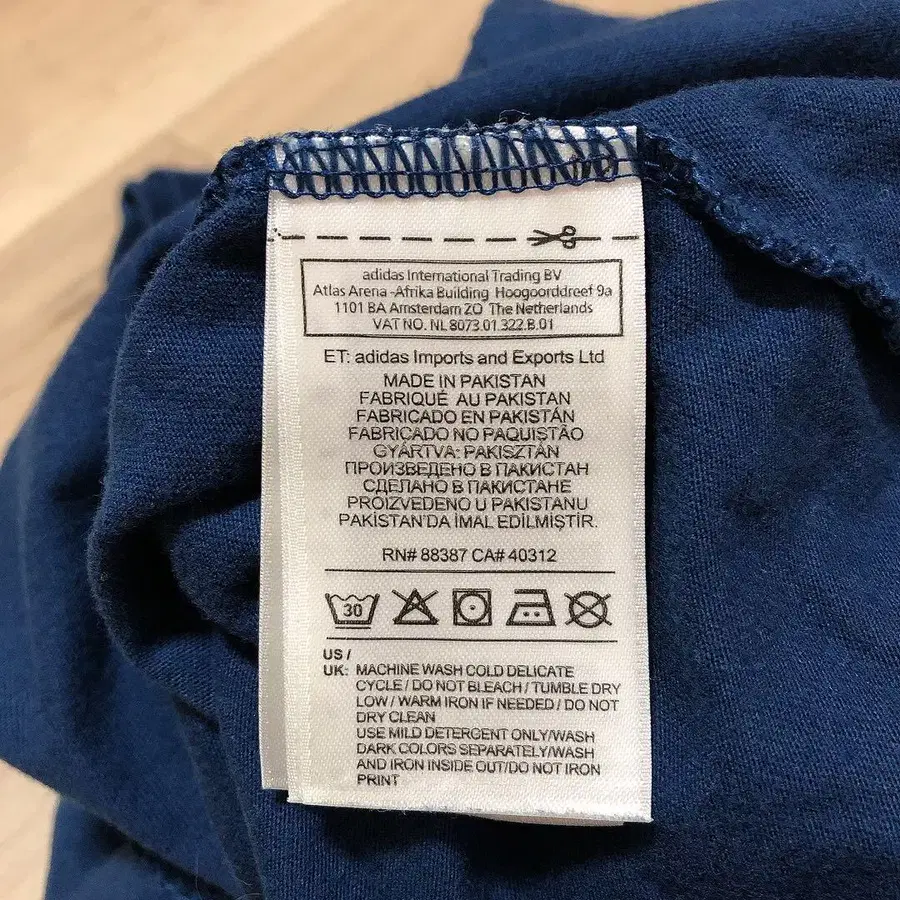 adidas International Trading BV
Atlas Arena -Afrika Building Hoogoorddreef 9a
1101 BA Amsterdam ZO The Netherlands
VAT NO. NL 8073.01.322.B.01
ET: adidas Imports and Exports Ltd
MADE IN PAKISTAN
FABRIQUÉ AU PAKISTAN
FABRICADO EN PAKISTÁN
FABRICADO NO PAQUISTÃO
GYÁRTVA: PAKISZTÁN
ПРОИЗВЕДЕНО В ПАКИСТАН
СДЕЛАНО В ПАКИСТАНЕ
PROIZVEDENO U PAKISTANU
PAKİSTAN'DA İMAL EDİLMİŞTİR.
RN# 88387 CA# 40312
30
US /
UK: MACHINE WASH COLD DELICATE
CYCLE / DO NOT BLEACH / TUMBLE DRY
LOW / WARM IRON IF NEEDED / DO NOT
DRY CLEAN
USE MILD DETERGENT ONLY/WASH
DARK COLORS SEPARATELY/WASH
AND IRON INSIDE OUT/DO NOT IRON
PRINT